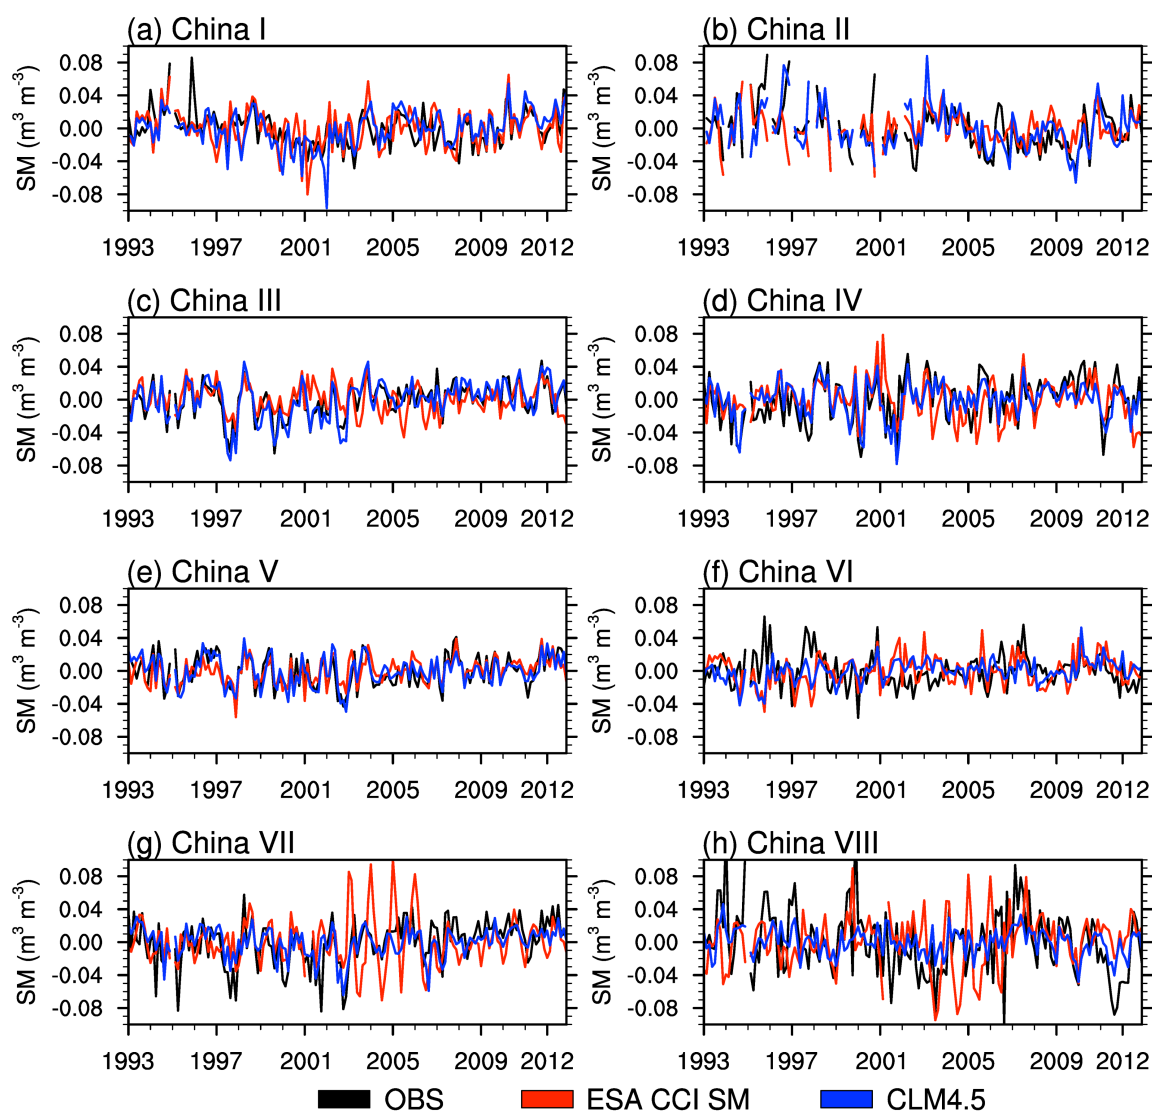 (a) China I
(b) China II
SM (m³ m⁻³)
0.08
0.04
0.00
-0.04
-0.08
1993 1997 2001 2005 2009 2012
SM (m³ m⁻³)
0.08
0.04
0.00
-0.04
-0.08
1993 1997 2001 2005 2009 2012
(c) China III
(d) China IV
SM (m³ m⁻³)
0.08
0.04
0.00
-0.04
-0.08
1993 1997 2001 2005 2009 2012
SM (m³ m⁻³)
0.08
0.04
0.00
-0.04
-0.08
1993 1997 2001 2005 2009 2012
(e) China V
(f) China VI
SM (m³ m⁻³)
0.08
0.04
0.00
-0.04
-0.08
1993 1997 2001 2005 2009 2012
SM (m³ m⁻³)
0.08
0.04
0.00
-0.04
-0.08
1993 1997 2001 2005 2009 2012
(g) China VII
(h) China VIII
SM (m³ m⁻³)
0.08
0.04
0.00
-0.04
-0.08
1993 1997 2001 2005 2009 2012
SM (m³ m⁻³)
0.08
0.04
0.00
-0.04
-0.08
1993 1997 2001 2005 2009 2012
OBS ESA CCI SM CLM4.5